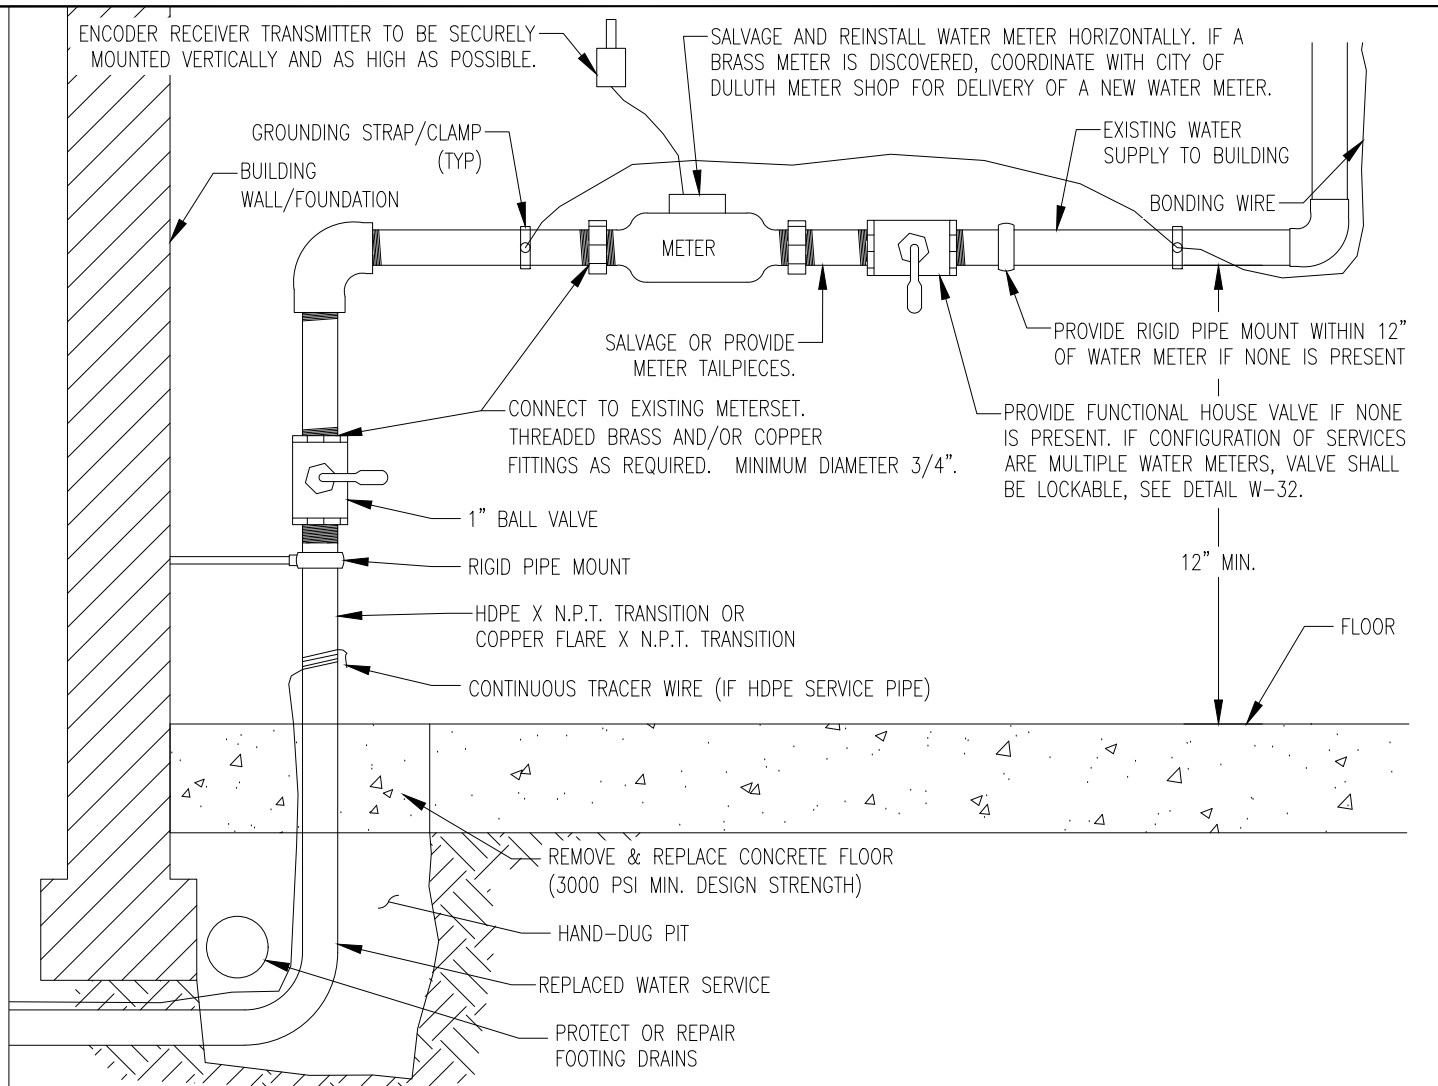 ENCODER RECEIVER TRANSMITTER TO BE SECURELY
MOUNTED VERTICALLY AND AS HIGH AS POSSIBLE.
SALVAGE AND REINSTALL WATER METER HORIZONTALLY. IF A
BRASS METER IS DISCOVERED, COORDINATE WITH CITY OF
DULUTH METER SHOP FOR DELIVERY OF A NEW WATER METER.
GROUNDING STRAP/CLAMP
(TYP)
EXISTING WATER
SUPPLY TO BUILDING
BUILDING
WALL/FOUNDATION
BONDING WIRE
METER
SALVAGE OR PROVIDE
METER TAILPIECES.
PROVIDE RIGID PIPE MOUNT WITHIN 12”
OF WATER METER IF NONE IS PRESENT
CONNECT TO EXISTING METERSET.
THREADED BRASS AND/OR COPPER
FITTINGS AS REQUIRED. MINIMUM DIAMETER 3/4”.
PROVIDE FUNCTIONAL HOUSE VALVE IF NONE
IS PRESENT. IF CONFIGURATION OF SERVICES
ARE MULTIPLE WATER METERS, VALVE SHALL
BE LOCKABLE, SEE DETAIL W-32.
1” BALL VALVE
RIGID PIPE MOUNT
12” MIN.
HDPE X N.P.T. TRANSITION OR
COPPER FLARE X N.P.T. TRANSITION
FLOOR
CONTINUOUS TRACER WIRE (IF HDPE SERVICE PIPE)
REMOVE & REPLACE CONCRETE FLOOR
(3000 PSI MIN. DESIGN STRENGTH)
HAND-DUG PIT
REPLACED WATER SERVICE
PROTECT OR REPAIR
FOOTING DRAINS